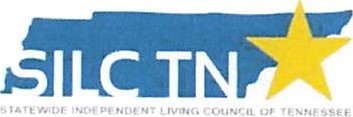 SILC TN
STATEWIDE INDEPENDENT LIVING COUNCIL OF TENNESSEE